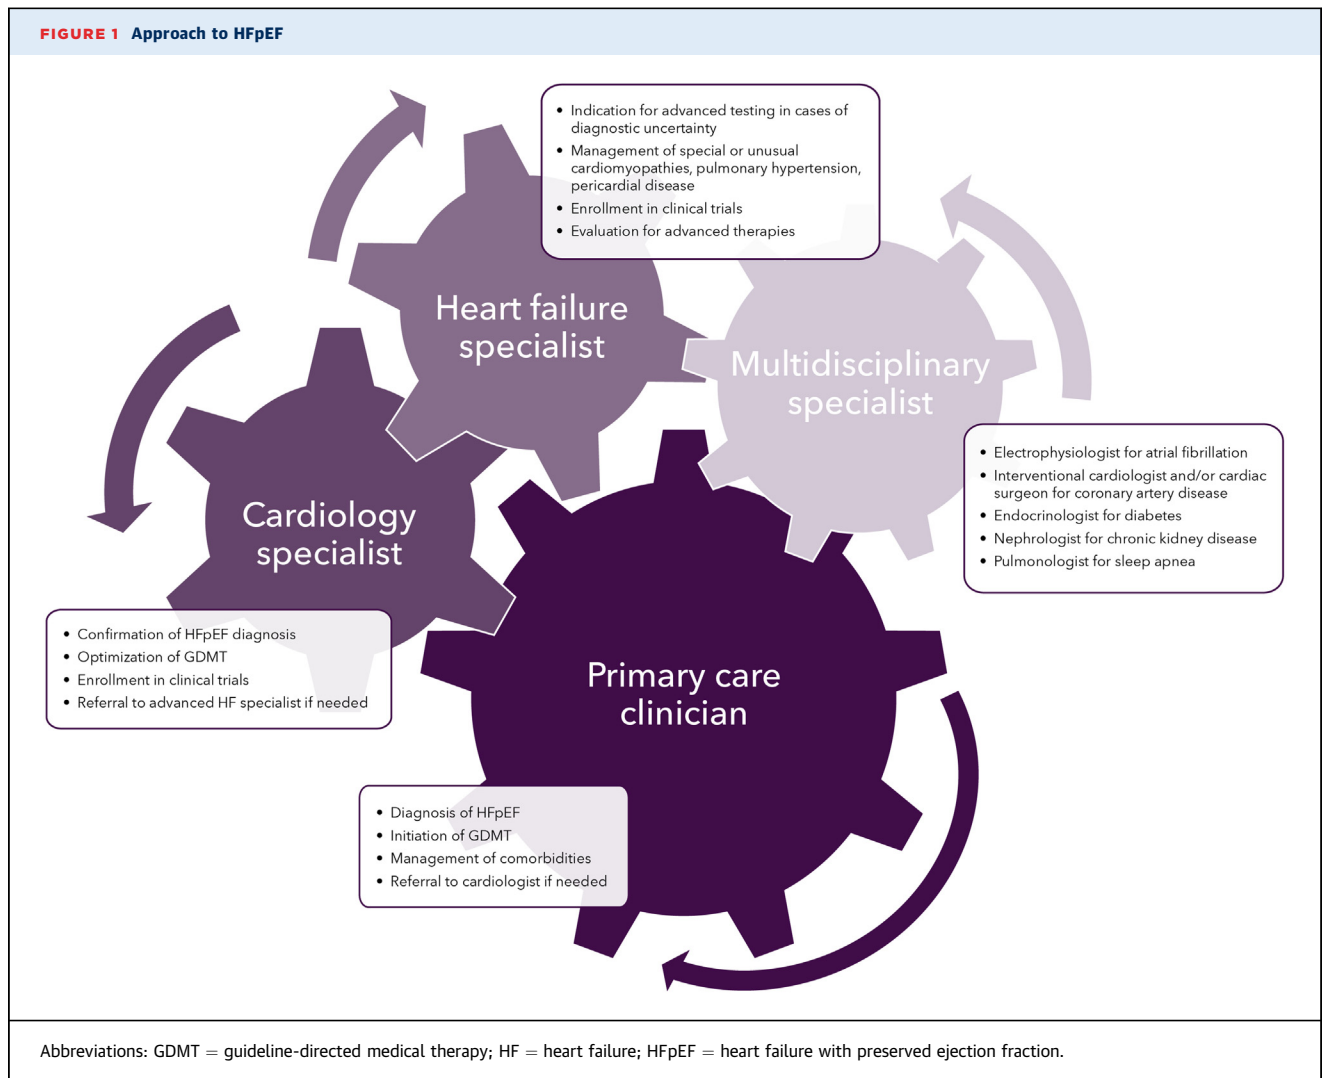 FIGURE 1 Approach to HFpEF
• Indication for advanced testing in cases of
diagnostic uncertainty
• Management of special or unusual
cardiomyopathies, pulmonary hypertension,
pericardial disease
• Enrollment in clinical trials
• Evaluation for advanced therapies
Heart failure
specialist
Multidisciplinary
specialist
• Electrophysiologist for atrial fibrillation
• Interventional cardiologist and/or cardiac
surgeon for coronary artery disease
• Endocrinologist for diabetes
• Nephrologist for chronic kidney disease
• Pulmonologist for sleep apnea
Cardiology
specialist
• Confirmation of HFpEF diagnosis
• Optimization of GDMT
• Enrollment in clinical trials
• Referral to advanced HF specialist if needed
Primary care
clinician
• Diagnosis of HFpEF
• Initiation of GDMT
• Management of comorbidities
• Referral to cardiologist if needed
Abbreviations: GDMT = guideline-directed medical therapy; HF = heart failure; HFpEF = heart failure with preserved ejection fraction.